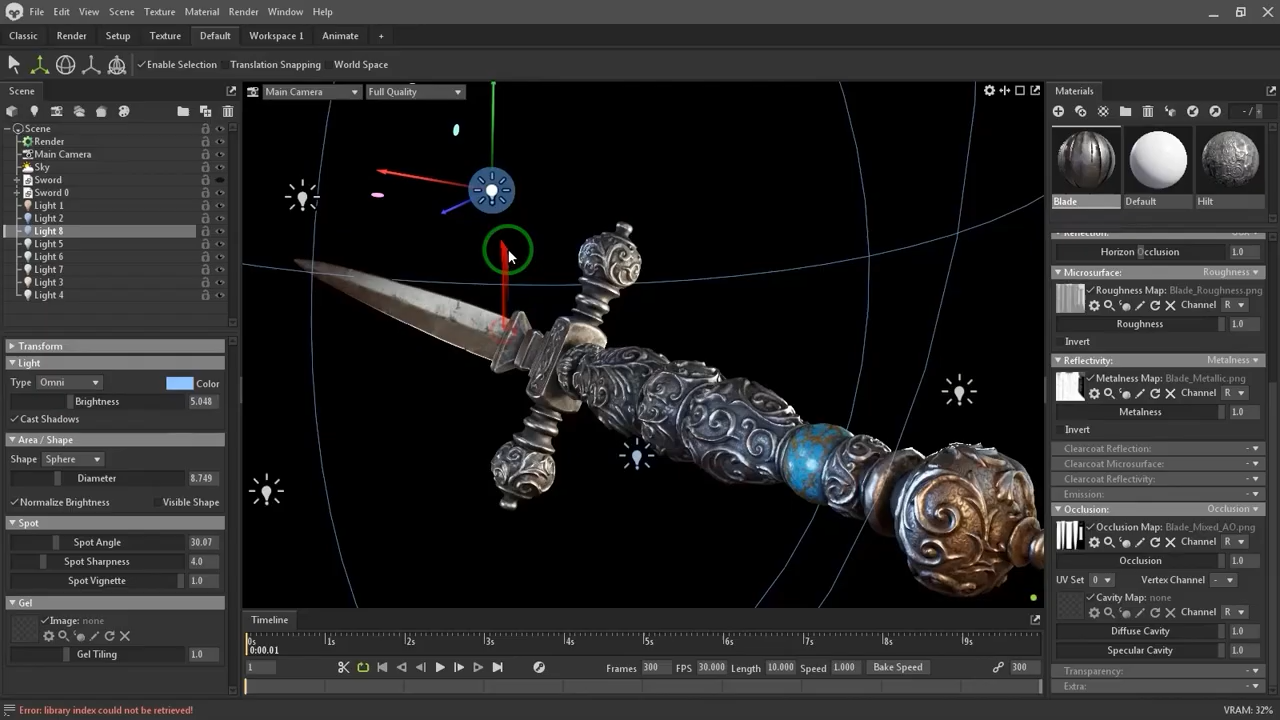 File Edit View Scene Texture Material Render Window Help
Classic Render Setup Texture Default Workspace 1 Animate +
Enable Selection Translation Snapping World Space
Scene
Main Camera Full Quality
Materials
Scene
Render
Main Camera
Sky
Sword
Sword 0
Light 1
Light 2
Light 8
Light 5
Light 6
Light 7
Light 3
Light 4
Transform
Light
Type Omni Color
Brightness 5.048
Cast Shadows
Area / Shape
Shape Sphere
Diameter 8.749
Normalize Brightness Visible Shape
Spot
Spot Angle 30.07
Spot Sharpness 4.0
Spot Vignette 1.0
Gel
Image: none
Gel Tiling 1.0
Blade Default Hilt
Horizon Occlusion 1.0
Microsurface: Roughness
Roughness Map: Blade_Roughness.png
Channel R
Roughness 1.0
Invert
Reflectivity: Metalness
Metalness Map: Blade_Metallic.png
Channel R
Metalness 1.0
Invert
Clearcoat Reflection: -
Clearcoat Microsurface: -
Clearcoat Reflectivity: -
Emission: -
Occlusion: Occlusion
Occlusion Map: Blade_Mixed_AO.png
Channel R
Occlusion 1.0
UV Set 0 Vertex Channel -
Cavity Map: none
Channel R
Diffuse Cavity 1.0
Specular Cavity 1.0
Transparency: -
Extra: -
Timeline
0s 1s 2s 3s 4s 5s 6s 7s 8s 9s
0:00.01
1 Frames 300 FPS 30.000 Length 10.000 Speed 1.000 Bake Speed 300
Error: library index could not be retrieved!
VRAM: 32%